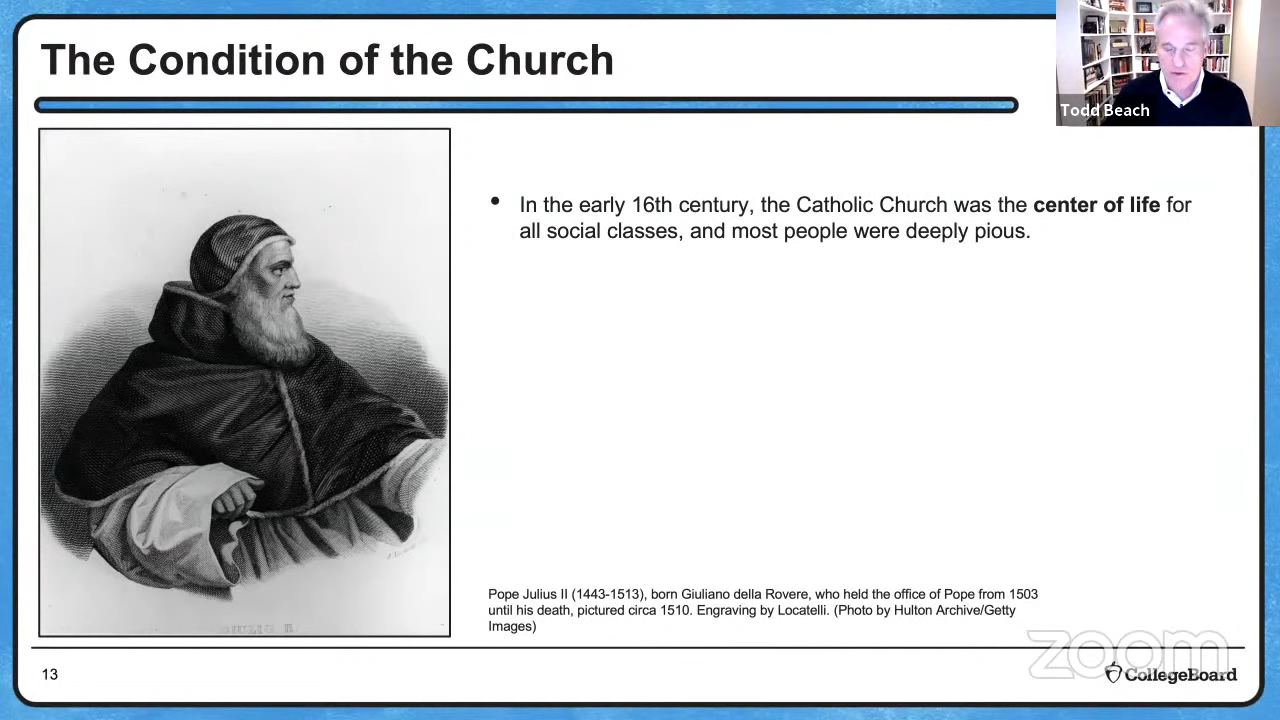 The Condition of the Church
Todd Beach
• In the early 16th century, the Catholic Church was the center of life for
all social classes, and most people were deeply pious.
Pope Julius II (1443-1513), born Giuliano della Rovere, who held the office of Pope from 1503
until his death, pictured circa 1510. Engraving by Locatelli. (Photo by Hulton Archive/Getty
Images)
zoom
13
CollegeBoard